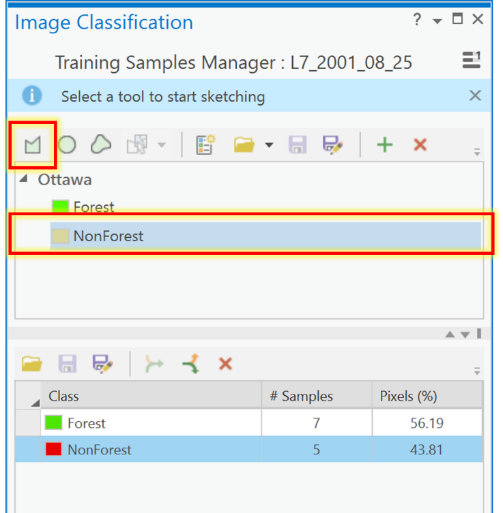 Image Classification ?
Training Samples Manager : L7_2001_08_25
Select a tool to start sketching
Ottawa
Forest
NonForest
Class # Samples Pixels (%)
Forest 7 56.19
NonForest 5 43.81